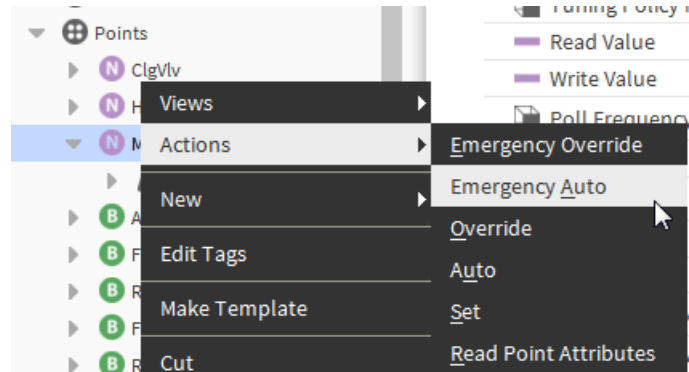 Points
ClgVlv
Tuning Policy
Read Value
Write Value
Poll Frequency
N
N H
N M
B A
B F
B R
B F
B R
Views
Actions
New
Edit Tags
Make Template
Cut
Emergency Override
Emergency Auto
Override
Auto
Set
Read Point Attributes